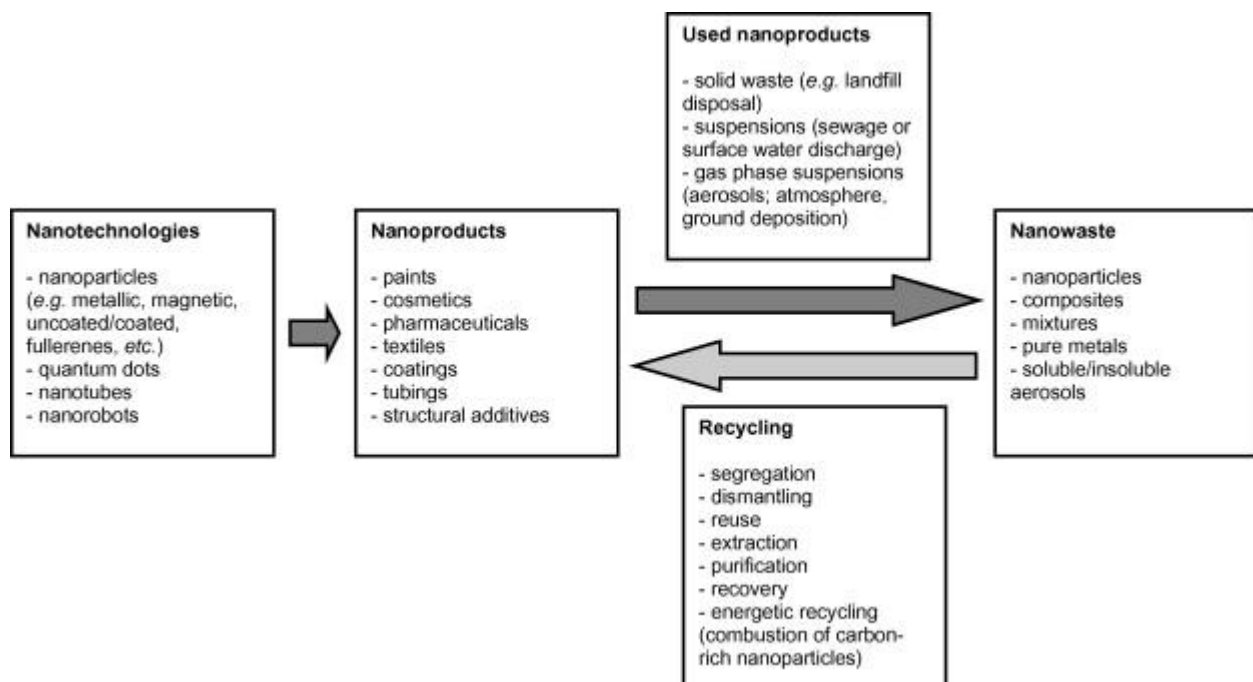 Used nanoproducts
- solid waste (e.g. landfill
disposal)
- suspensions (sewage or
surface water discharge)
- gas phase suspensions
(aerosols; atmosphere,
ground deposition)
Nanotechnologies
- nanoparticles
(e.g. metallic, magnetic,
uncoated/coated,
fullerenes, etc.)
- quantum dots
- nanotubes
- nanorobots
Nanoproducts
- paints
- cosmetics
- pharmaceuticals
- textiles
- coatings
- tubings
- structural additives
Nanowaste
- nanoparticles
- composites
- mixtures
- pure metals
- soluble/insoluble
aerosols
Recycling
- segregation
- dismantling
- reuse
- extraction
- purification
- recovery
- energetic recycling
(combustion of carbon-
rich nanoparticles)